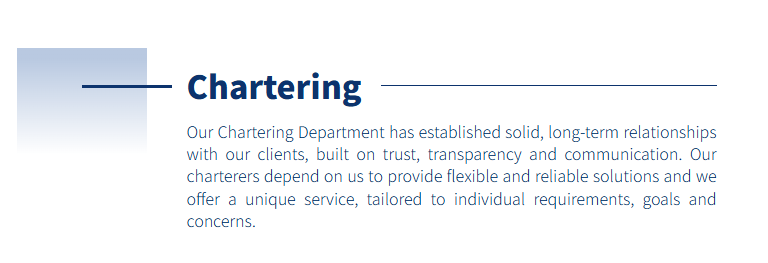 Chartering
Our Chartering Department has established solid, long-term relationships
with our clients, built on trust, transparency and communication. Our
charterers depend on us to provide flexible and reliable solutions and we
offer a unique service, tailored to individual requirements, goals and
concerns.